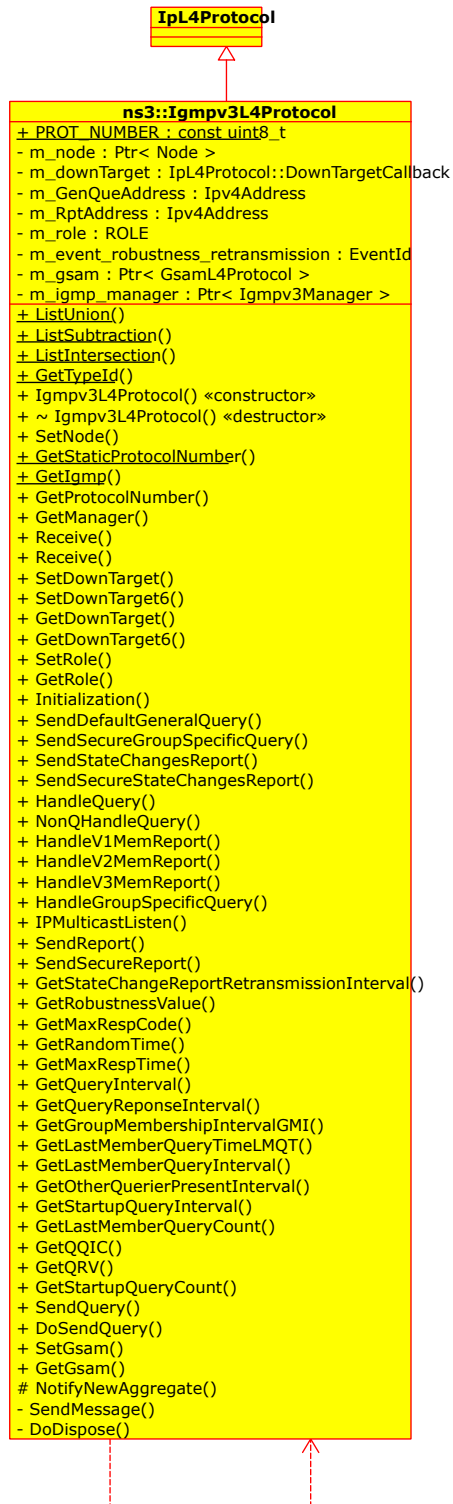 IpL4Protocol
ns3::Igmpv3L4Protocol
+ PROT_NUMBER : const uint8_t
- m_node : Ptr< Node >
- m_downTarget : IpL4Protocol::DownTargetCallback
- m_GenQueAddress : Ipv4Address
- m_RptAddress : Ipv4Address
- m_role : ROLE
- m_event_robustness_retransmission : EventId
- m_gsam : Ptr< GsamL4Protocol >
- m_igmp_manager : Ptr< Igmpv3Manager >
+ ListUnion()
+ ListSubtraction()
+ ListIntersection()
+ GetTypeId()
+ Igmpv3L4Protocol() «constructor»
+ ~ Igmpv3L4Protocol() «destructor»
+ SetNode()
+ GetStaticProtocolNumber()
+ GetIgmp()
+ GetProtocolNumber()
+ GetManager()
+ Receive()
+ Receive()
+ SetDownTarget()
+ SetDownTarget6()
+ GetDownTarget()
+ GetDownTarget6()
+ SetRole()
+ GetRole()
+ Initialization()
+ SendDefaultGeneralQuery()
+ SendSecureGroupSpecificQuery()
+ SendStateChangesReport()
+ SendSecureStateChangesReport()
+ HandleQuery()
+ NonQHandleQuery()
+ HandleV1MemReport()
+ HandleV2MemReport()
+ HandleV3MemReport()
+ HandleGroupSpecificQuery()
+ IPMulticastListen()
+ SendReport()
+ SendSecureReport()
+ GetStateChangeReportRetransmissionInterval()
+ GetRobustnessValue()
+ GetMaxRespCode()
+ GetRandomTime()
+ GetMaxRespTime()
+ GetQueryInterval()
+ GetQueryReponseInterval()
+ GetGroupMembershipIntervalGMI()
+ GetLastMemberQueryTimeLMQT()
+ GetLastMemberQueryInterval()
+ GetOtherQuerierPresentInterval()
+ GetStartupQueryInterval()
+ GetLastMemberQueryCount()
+ GetQQIC()
+ GetQRV()
+ GetStartupQueryCount()
+ SendQuery()
+ DoSendQuery()
+ SetGsam()
+ GetGsam()
# NotifyNewAggregate()
- SendMessage()
- DoDispose()